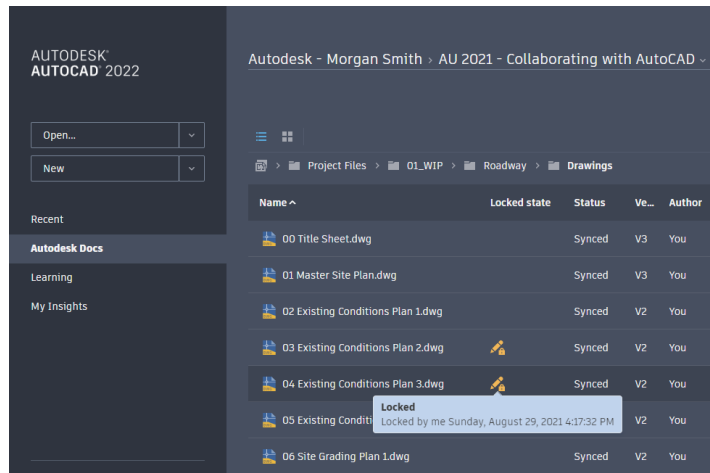 AUTODESK®
AUTOCAD® 2022
Autodesk - Morgan Smith › AU 2021 - Collaborating with AutoCAD
Open...
New
Recent
Autodesk Docs
Learning
My Insights
Project Files > 01_WIP > Roadway > Drawings
Name Locked state Status Ve... Author
00 Title Sheet.dwg Synced V3 You
01 Master Site Plan.dwg Synced V3 You
02 Existing Conditions Plan 1.dwg Synced V2 You
03 Existing Conditions Plan 2.dwg Synced V2 You
04 Existing Conditions Plan 3.dwg Synced V2 You
Locked
Locked by me Sunday, August 29, 2021 4:17:32 PM
05 Existing Conditi V2 You
06 Site Grading Plan 1.dwg Synced V2 You